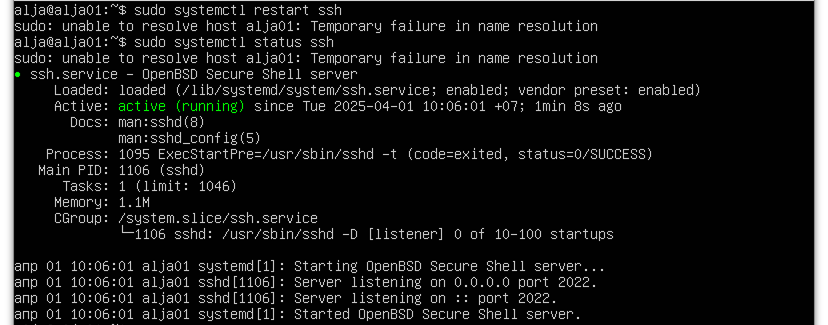 alja@alja01:~$ sudo systemctl restart ssh
sudo: unable to resolve host alja01: Temporary failure in name resolution
alja@alja01:~$ sudo systemctl status ssh
sudo: unable to resolve host alja01: Temporary failure in name resolution
● ssh.service – OpenBSD Secure Shell server
Loaded: loaded (/lib/systemd/system/ssh.service; enabled; vendor preset: enabled)
Active: active (running) since Tue 2025-04-01 10:06:01 +07; 1min 8s ago
Docs: man:sshd(8)
man:sshd_config(5)
Process: 1095 ExecStartPre=/usr/sbin/sshd -t (code=exited, status=0/SUCCESS)
Main PID: 1106 (sshd)
Tasks: 1 (limit: 1046)
Memory: 1.1M
CGroup: /system.slice/ssh.service
└─1106 sshd: /usr/sbin/sshd -D [listener] 0 of 10-100 startups
апр 01 10:06:01 alja01 systemd[1]: Starting OpenBSD Secure Shell server...
апр 01 10:06:01 alja01 sshd[1106]: Server listening on 0.0.0.0 port 2022.
апр 01 10:06:01 alja01 sshd[1106]: Server listening on :: port 2022.
апр 01 10:06:01 alja01 systemd[1]: Started OpenBSD Secure Shell server.